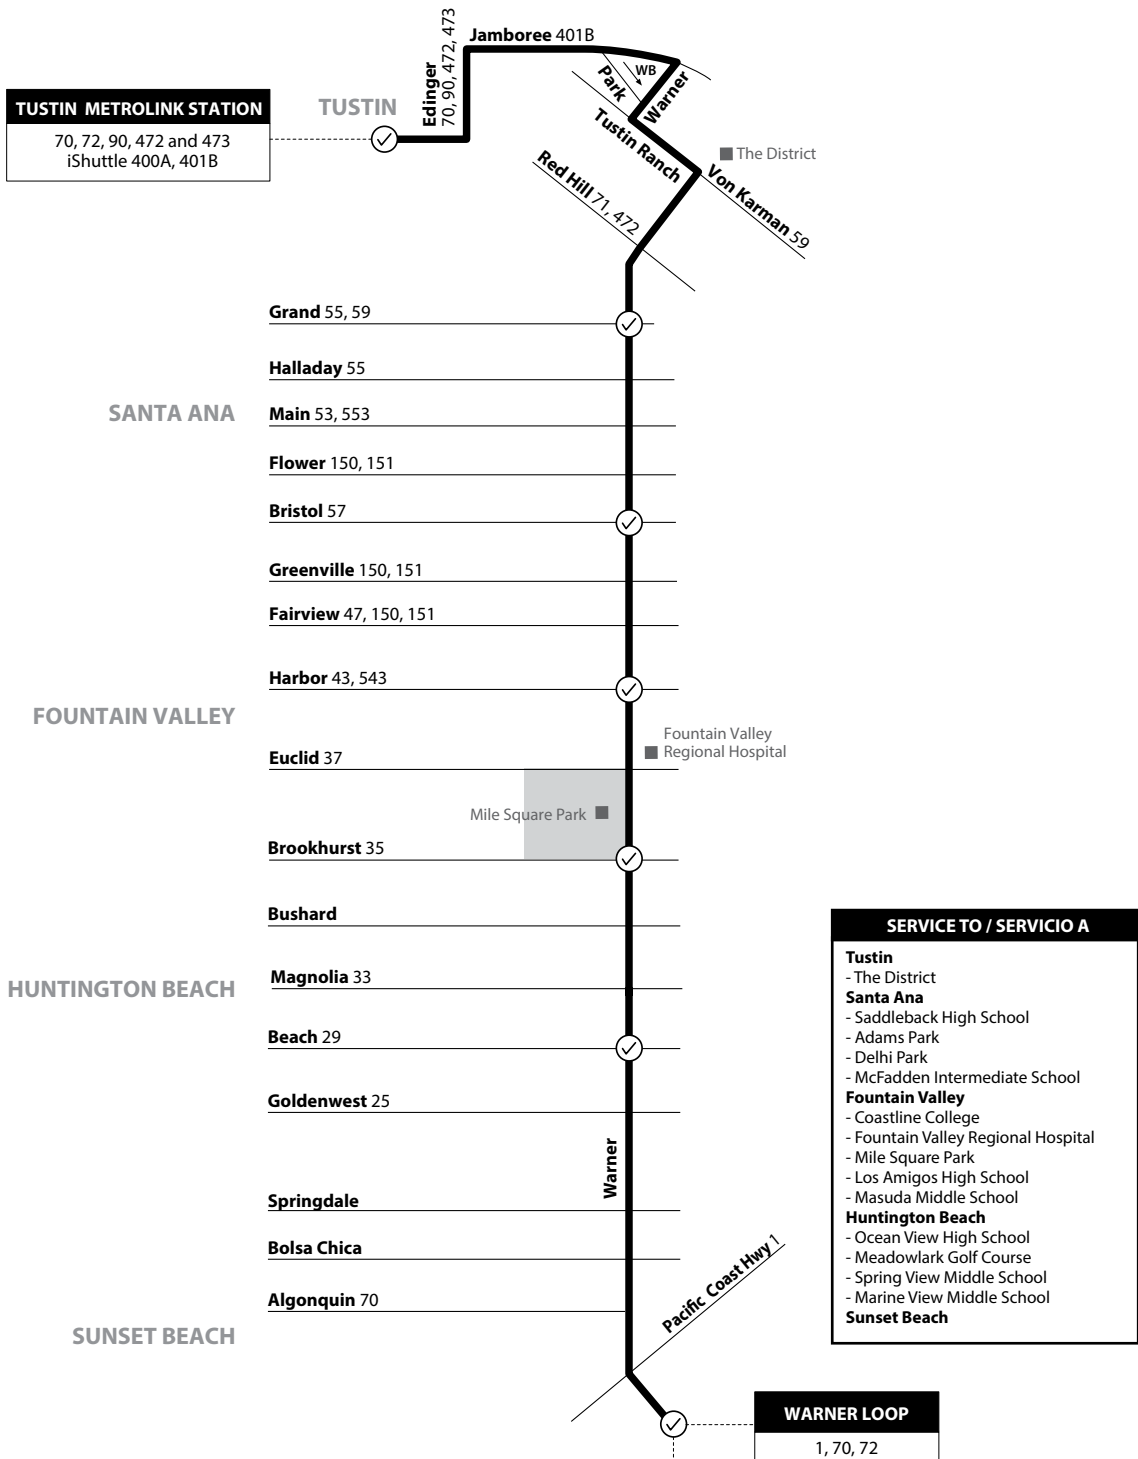 Jamboree 401B
Edinger
70, 90, 472, 473
WB
Park
Warner
TUSTIN METROLINK STATION
70, 72, 90, 472 and 473
iShuttle 400A, 401B
TUSTIN
Tustin Ranch
The District
Von Karman 59
Red Hill 71, 472
Grand 55, 59
Halladay 55
SANTA ANA
Main 53, 553
Flower 150, 151
Bristol 57
Greenville 150, 151
Fairview 47, 150, 151
Harbor 43, 543
FOUNTAIN VALLEY
Fountain Valley
Regional Hospital
Euclid 37
Mile Square Park
Brookhurst 35
Bushard
HUNTINGTON BEACH
Magnolia 33
Beach 29
Goldenwest 25
Warner
Springdale
Bolsa Chica
Algonquin 70
Pacific Coast Hwy 1
SUNSET BEACH
SERVICE TO / SERVICIO A
Tustin
- The District
Santa Ana
- Saddleback High School
- Adams Park
- Delhi Park
- McFadden Intermediate School
Fountain Valley
- Coastline College
- Fountain Valley Regional Hospital
- Mile Square Park
- Los Amigos High School
- Masuda Middle School
Huntington Beach
- Ocean View High School
- Meadowlark Golf Course
- Spring View Middle School
- Marine View Middle School
Sunset Beach
WARNER LOOP
1, 70, 72